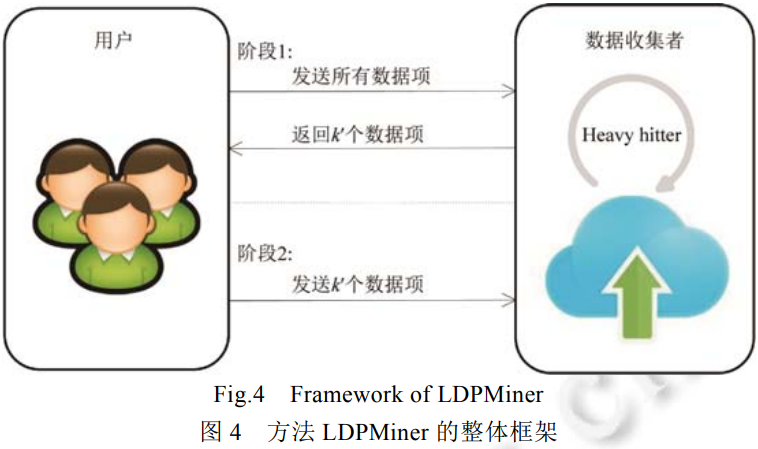 用户
数据收集者
阶段1:
发送所有数据项
返回k'个数据项
Heavy hitter
阶段2:
发送k'个数据项
Fig.4 Framework of LDPMiner
图 4 方法 LDPMiner 的整体框架